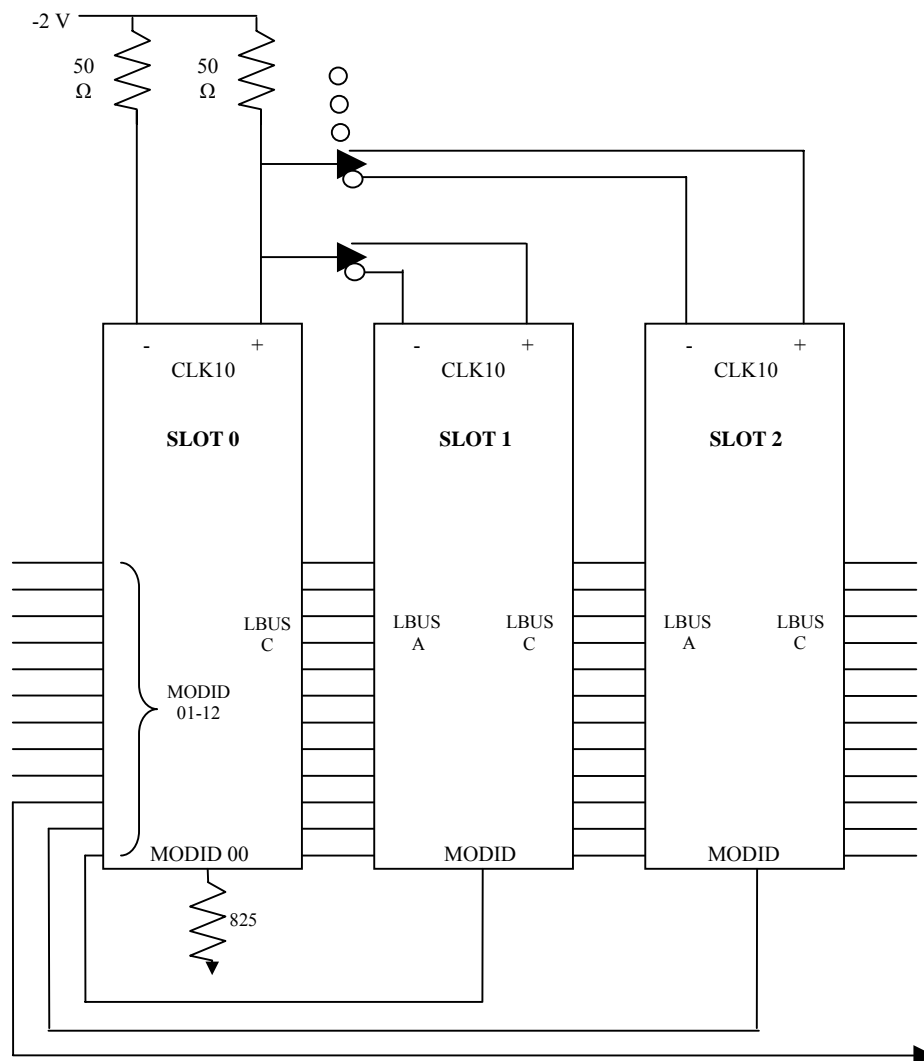 -2 V
50
Ω
50
Ω
- +
CLK10
SLOT 0
- +
CLK10
SLOT 1
- +
CLK10
SLOT 2
LBUS
C
LBUS
A
LBUS
C
LBUS
A
LBUS
C
MODID
01-12
MODID 00
MODID
MODID
825